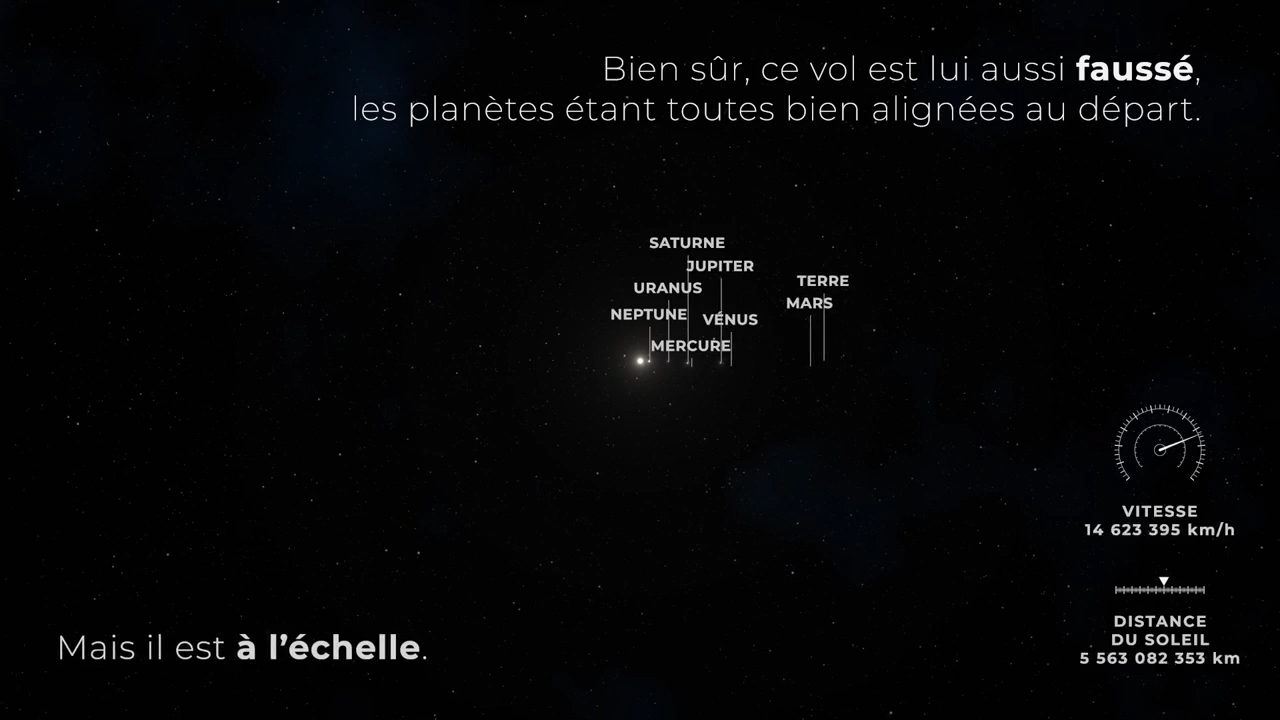 Bien sûr, ce vol est lui aussi faussé,
les planètes étant toutes bien alignées au départ.
SATURNE
JUPITER
TERRE
URANUS
MARS
NEPTUNE
VÉNUS
MERCURE
VITESSE
14 623 395 km/h
DISTANCE
DU SOLEIL
5 563 082 353 km
Mais il est à l’échelle.